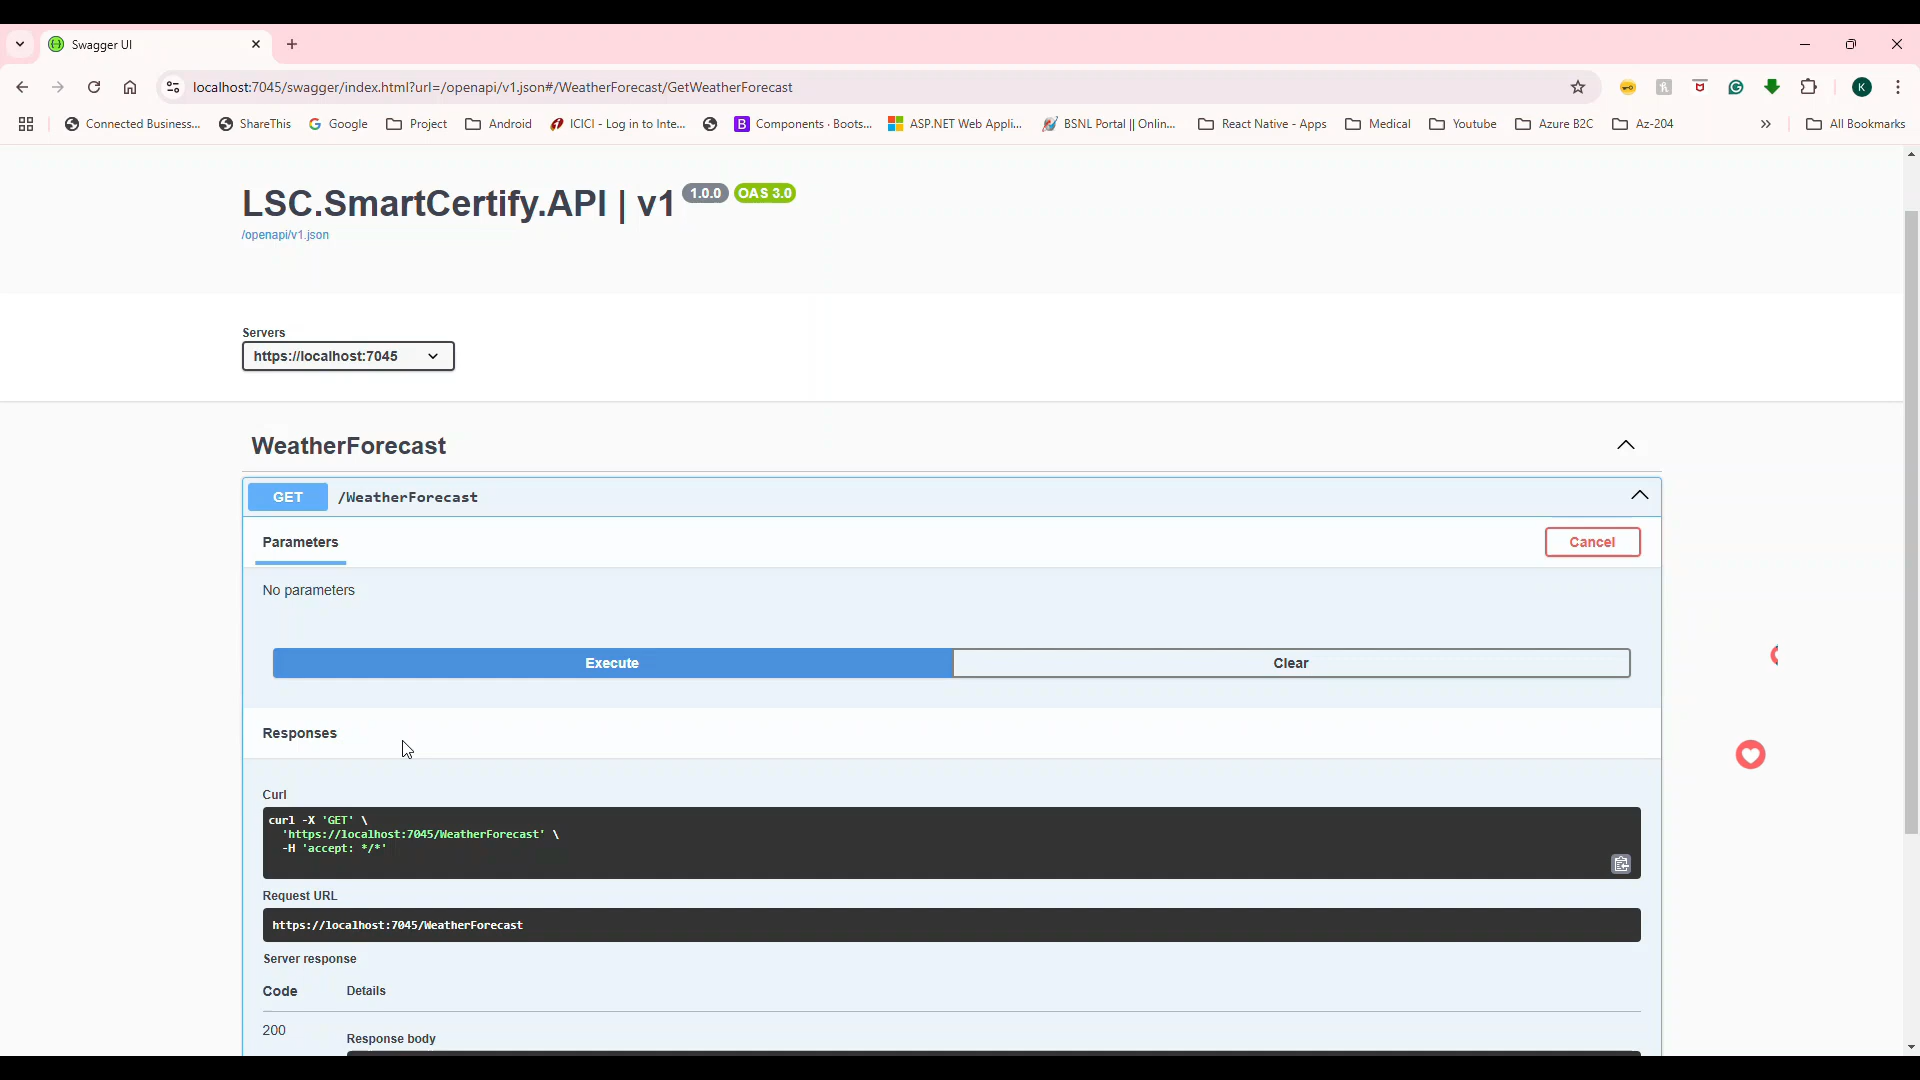 Swagger UI
localhost:7045/swagger/index.html?url=/openapi/v1.json#/WeatherForecast/GetWeatherForecast
K
Connected Business...
ShareThis
Google
Project
Android
ICICI - Log in to Inte...
B
Components · Boots...
ASP.NET Web Appli...
BSNL Portal || Onlin...
React Native - Apps
Medical
Youtube
Azure B2C
Az-204
All Bookmarks
LSC.SmartCertify.API | v1 1.0.0 OAS 3.0
/openapi/v1.json
Servers
https://localhost:7045
WeatherForecast
GET /WeatherForecast
Parameters
Cancel
No parameters
Execute
Clear
Responses
Curl
curl -X 'GET' \
'https://localhost:7045/WeatherForecast' \
-H 'accept: */*'
Request URL
https://localhost:7045/WeatherForecast
Server response
Code Details
200
Response body